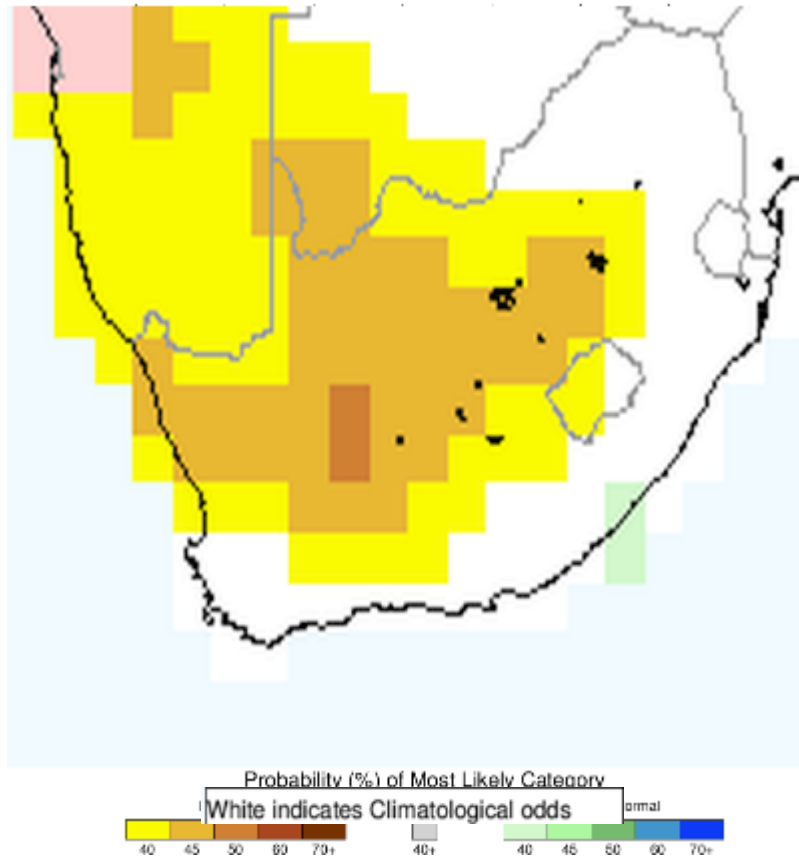 Probability (%) of Most Likely Category
White indicates Climatological odds
ormal
40 45 50 60 70+ 40+ 40 45 50 60 70+